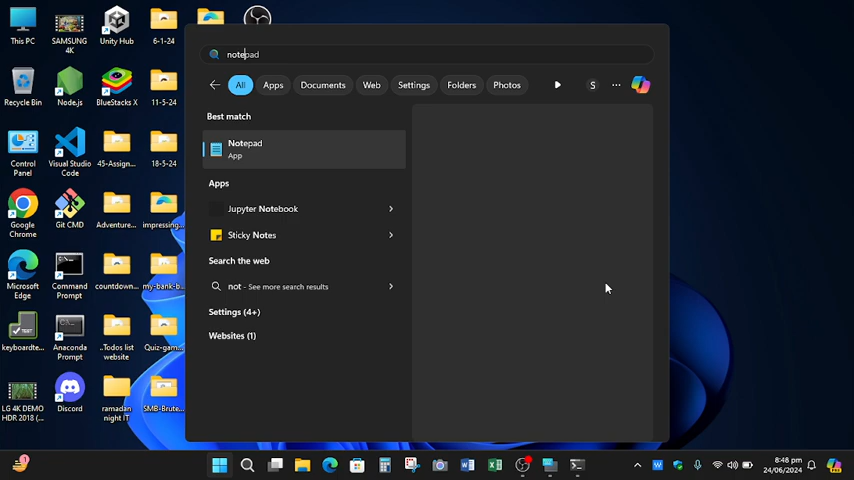 This PC
SAMSUNG 4K
Unity Hub
6-1-24
Recycle Bin
Node.js
BlueStacks X
11-5-24
Control Panel
Visual Studio Code
45-Assign...
18-5-24
Google Chrome
Git CMD
Adventure...
impressing...
Microsoft Edge
Command Prompt
countdown...
my-bank-b...
keyboardte...
Anaconda Prompt
..Todos list website
Quiz-gam...
LG 4K DEMO HDR 2018 (...
Discord
ramadan night IT
SMB-Brute...
notepad
All
Apps
Documents
Web
Settings
Folders
Photos
S
Best match
Notepad
App
Apps
Jupyter Notebook
Sticky Notes
Search the web
not - See more search results
Settings (4+)
Websites (1)
8:48 pm
24/06/2024